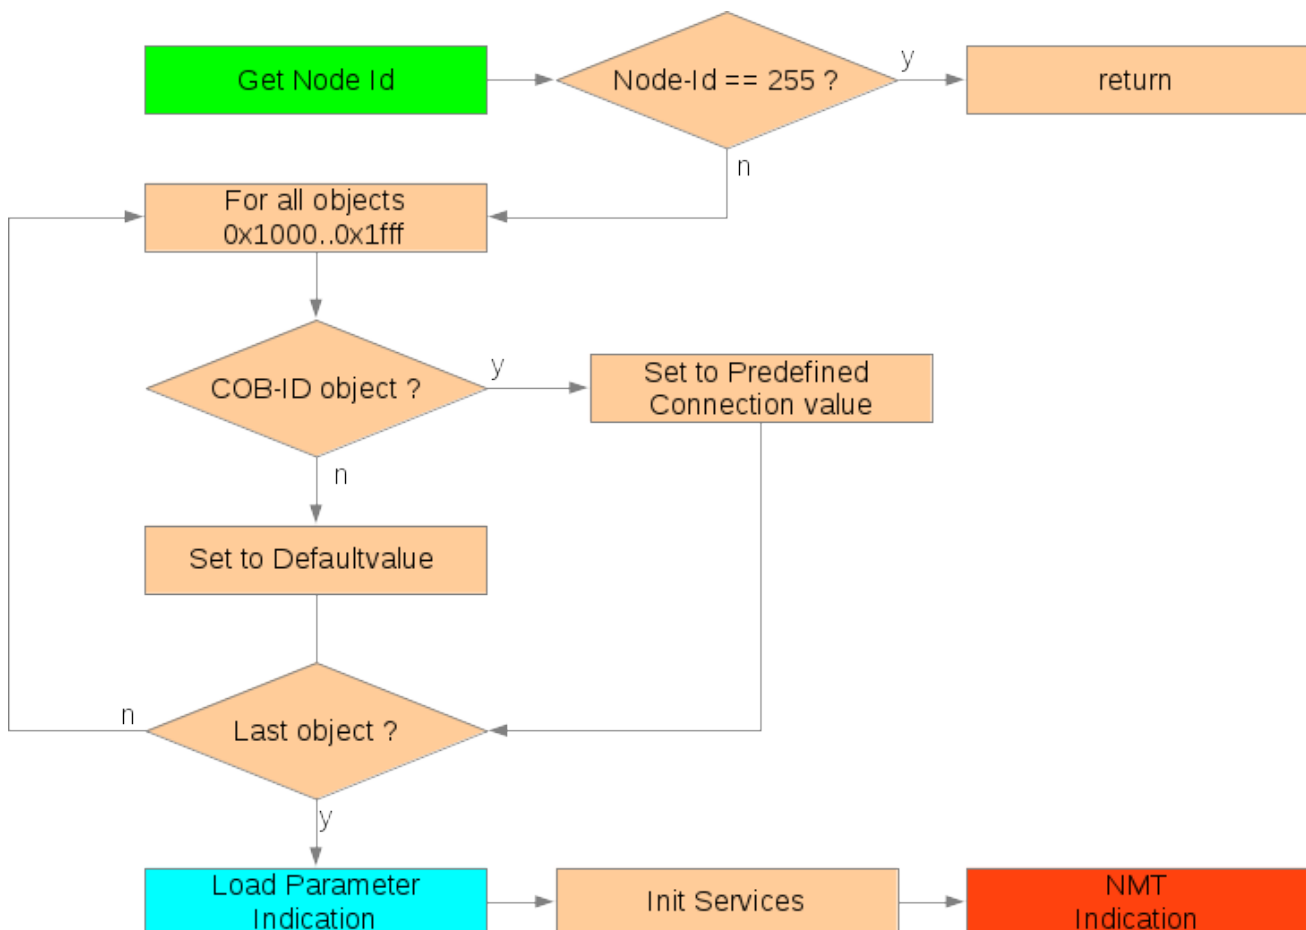 Get Node Id
Node-Id == 255 ?
y
return
n
For all objects
0x1000..0x1fff
COB-ID object ?
y
Set to Predefined
Connection value
n
Set to Defaultvalue
n
Last object ?
y
Load Parameter
Indication
Init Services
NMT
Indication